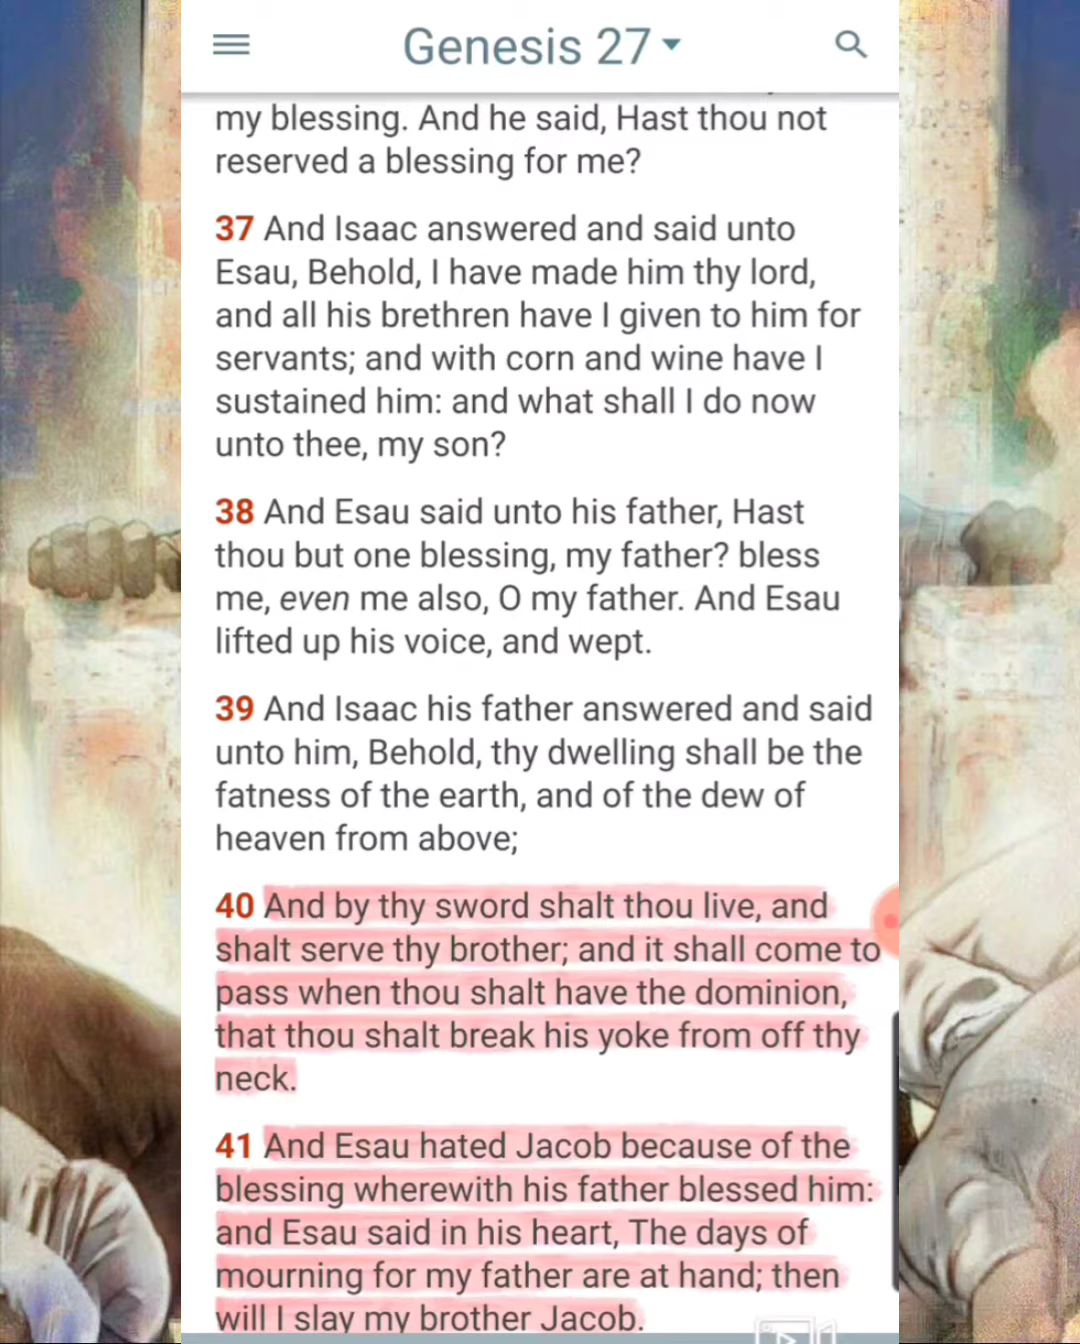 Genesis 27
my blessing. And he said, Hast thou not
reserved a blessing for me?
37 And Isaac answered and said unto
Esau, Behold, I have made him thy lord,
and all his brethren have I given to him for
servants; and with corn and wine have I
sustained him: and what shall I do now
unto thee, my son?
38 And Esau said unto his father, Hast
thou but one blessing, my father? bless
me, even me also, O my father. And Esau
lifted up his voice, and wept.
39 And Isaac his father answered and said
unto him, Behold, thy dwelling shall be the
fatness of the earth, and of the dew of
heaven from above;
40 And by thy sword shalt thou live, and
shalt serve thy brother; and it shall come to
pass when thou shalt have the dominion,
that thou shalt break his yoke from off thy
neck.
41 And Esau hated Jacob because of the
blessing wherewith his father blessed him:
and Esau said in his heart, The days of
mourning for my father are at hand; then
will I slay my brother Jacob.